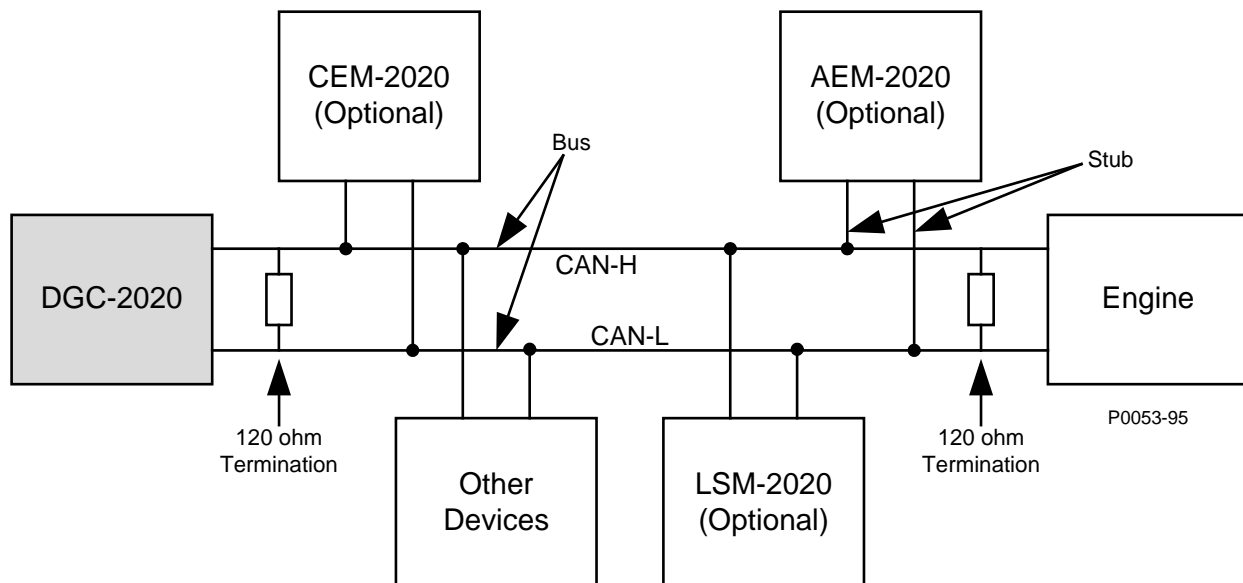 CEM-2020
(Optional)
AEM-2020
(Optional)
Bus
Stub
DGC-2020
CAN-H
Engine
CAN-L
P0053-95
120 ohm
Termination
Other
Devices
LSM-2020
(Optional)
120 ohm
Termination